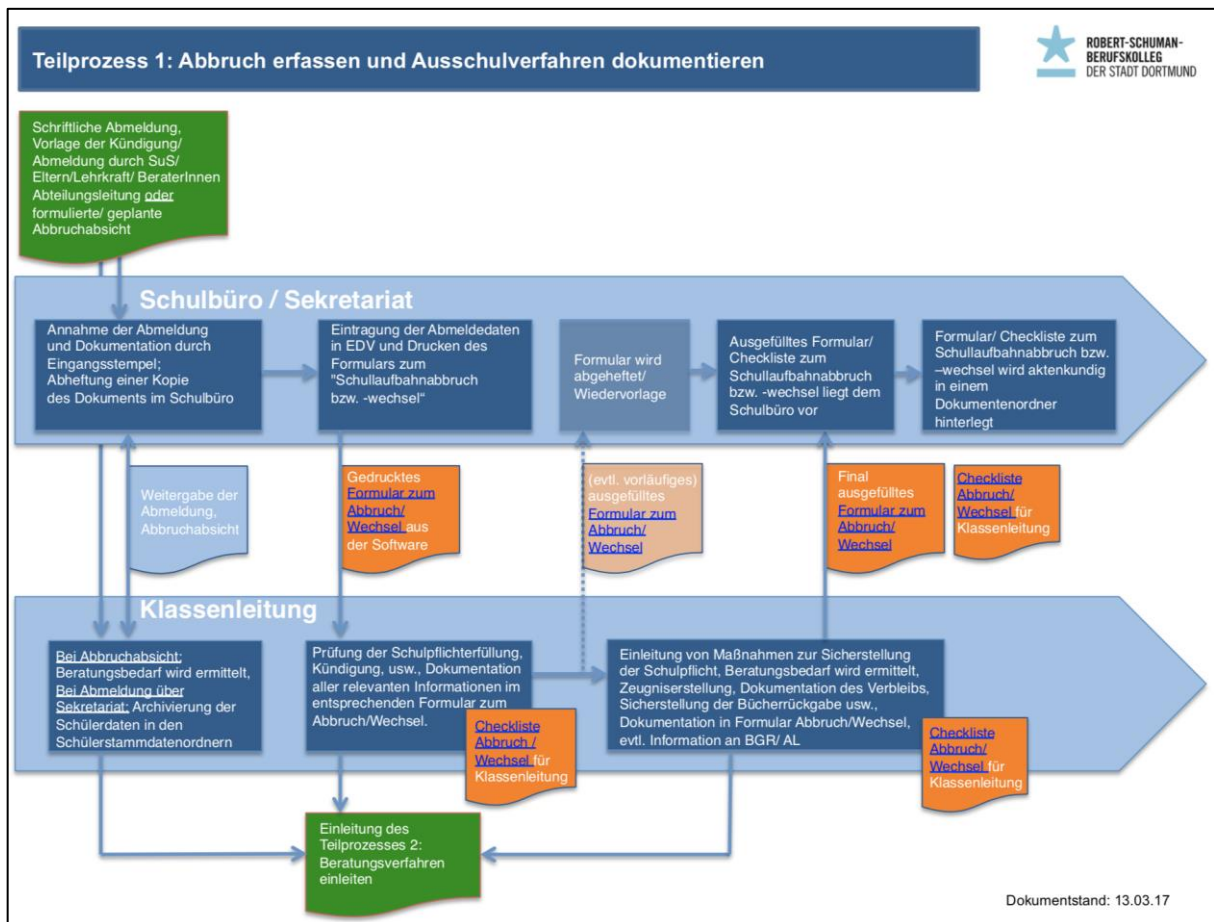 Teilprozess 1: Abbruch erfassen und Ausschulverfahren dokumentieren
ROBERT-SCHUMAN-
BERUFSKOLLEG
DER STADT DORTMUND
Schriftliche Abmeldung,
Vorlage der Kündigung/
Abmeldung durch SuS/
Eltern/Lehrkraft/ BeraterInnen
Abteilungsleitung oder
formulierte/ geplante
Abbruchabsicht
Schulbüro / Sekretariat
Annahme der Abmeldung
und Dokumentation durch
Eingangsstempel;
Abheftung einer Kopie
des Dokuments im Schulbüro
Eintragung der Abmeldedaten
in EDV und Drucken des
Formulars zum
"Schullaufbahnabbruch
bzw. -wechsel“
Formular wird
abgeheftet/
Wiedervorlage
Ausgefülltes Formular/
Checkliste zum
Schullaufbahnabbruch
bzw. -wechsel liegt dem
Schulbüro vor
Formular/ Checkliste zum
Schullaufbahnabbruch bzw.
–wechsel wird aktenkundig
in einem
Dokumentenordner
hinterlegt
Weitergabe der
Abmeldung,
Abbruchabsicht
Gedrucktes
Formular zum
Abbruch/
Wechsel aus
der Software
(evtl. vorläufiges)
ausgefülltes
Formular zum
Abbruch/
Wechsel
Final
ausgefülltes
Formular zum
Abbruch/
Wechsel
Checkliste
Abbruch/
Wechsel für
Klassenleitung
Klassenleitung
Bei Abbruchabsicht:
Beratungsbedarf wird ermittelt,
Bei Abmeldung über
Sekretariat: Archivierung der
Schülerdaten in den
Schülerstammdatenordnern
Prüfung der Schulpflichterfüllung,
Kündigung, usw., Dokumentation
aller relevanten Informationen im
entsprechenden Formular zum
Abbruch/Wechsel.
Checkliste
Abbruch /
Wechsel für
Klassenleitung
Einleitung von Maßnahmen zur Sicherstellung
der Schulpflicht, Beratungsbedarf wird ermittelt,
Zeugniserstellung, Dokumentation des Verbleibs,
Sicherstellung der Bücherrückgabe usw.,
Dokumentation in Formular Abbruch/Wechsel,
evtl. Information an BGR/ AL
Checkliste
Abbruch/
Wechsel für
Klassenleitung
Einleitung des
Teilprozesses 2:
Beratungsverfahren
einleiten
Dokumentstand: 13.03.17